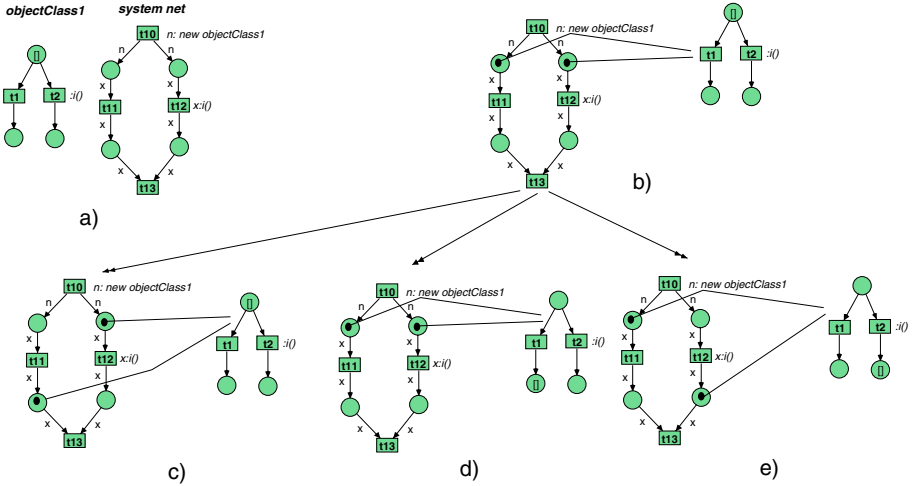 objectClass1 system net
t10 n: new objectClass1
n n
[]
x x
t1 t2 :i()
t11 t12 x:i()
x x
x x
t13
a)
t10 n: new objectClass1
n n
[]
x x
t1 t2 :i()
t11 t12 x:i()
x x
x x
t13
b)
t10 n: new objectClass1
n n
[]
x x
t1 t2 :i()
t11 t12 x:i()
x x
x x
t13
c)
t10 n: new objectClass1
n n
x x
t1 t2 :i()
t11 t12 x:i()
[]
x x
x x
t13
d)
t10 n: new objectClass1
n n
x x
t1 t2 :i()
t11 t12 x:i()
[]
x x
x x
t13
e)